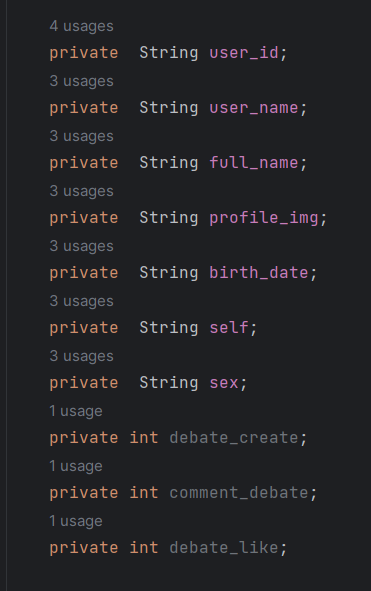 4 usages
private  String user_id;
3 usages
private  String user_name;
3 usages
private  String full_name;
3 usages
private  String profile_img;
3 usages
private  String birth_date;
3 usages
private  String self;
3 usages
private  String sex;
1 usage
private int debate_create;
1 usage
private int comment_debate;
1 usage
private int debate_like;